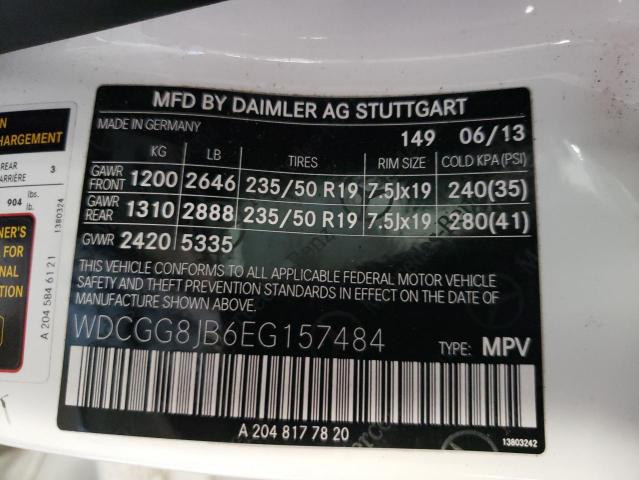 MFD BY DAIMLER AG STUTTGART
MADE IN GERMANY 149 06/13
KG LB TIRES RIM SIZE COLD KPA (PSI)
GAWR FRONT 1200 2646 235/50 R19 7.5Jx19 240(35)
GAWR REAR 1310 2888 235/50 R19 7.5Jx19 280(41)
GVWR 2420 5335
THIS VEHICLE CONFORMS TO ALL APPLICABLE FEDERAL MOTOR VEHICLE
SAFETY AND THEFT PREVENTION STANDARDS IN EFFECT ON THE DATE OF
MANUFACTURE SHOWN ABOVE.
WDCGG8JB6EG157484 TYPE: MPV
A 204 817 78 20
13803242
N
CHARGEMENT
REAR 3
ARRIÈRE
lbs.
904 lb.
1380324
NER'S
FOR
NAL
ON
A 204 584 61 21